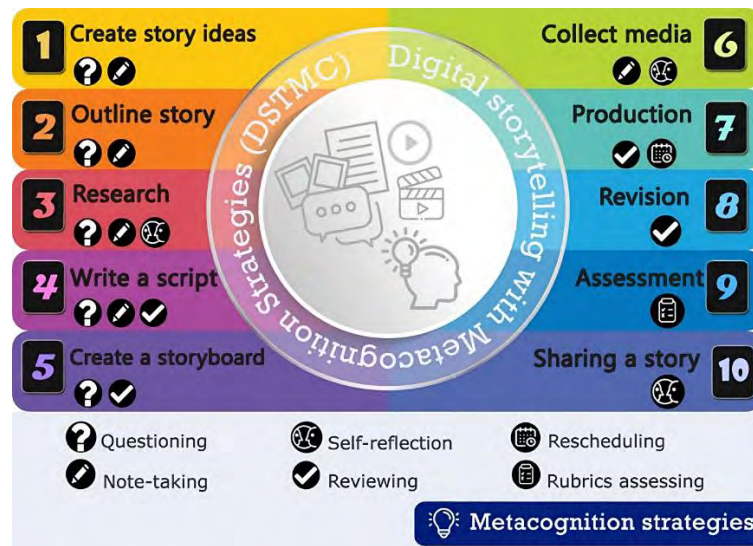 1 Create story ideas
2 Outline story
3 Research
4 Write a script
5 Create a storyboard
Digital storytelling with Metacognition Strategies (DSTMC)
Collect media 6
Production 7
Revision 8
Assessment 9
Sharing a story 10
? Questioning
Self-reflection
Rescheduling
Note-taking
Reviewing
Rubrics assessing
Metacognition strategies